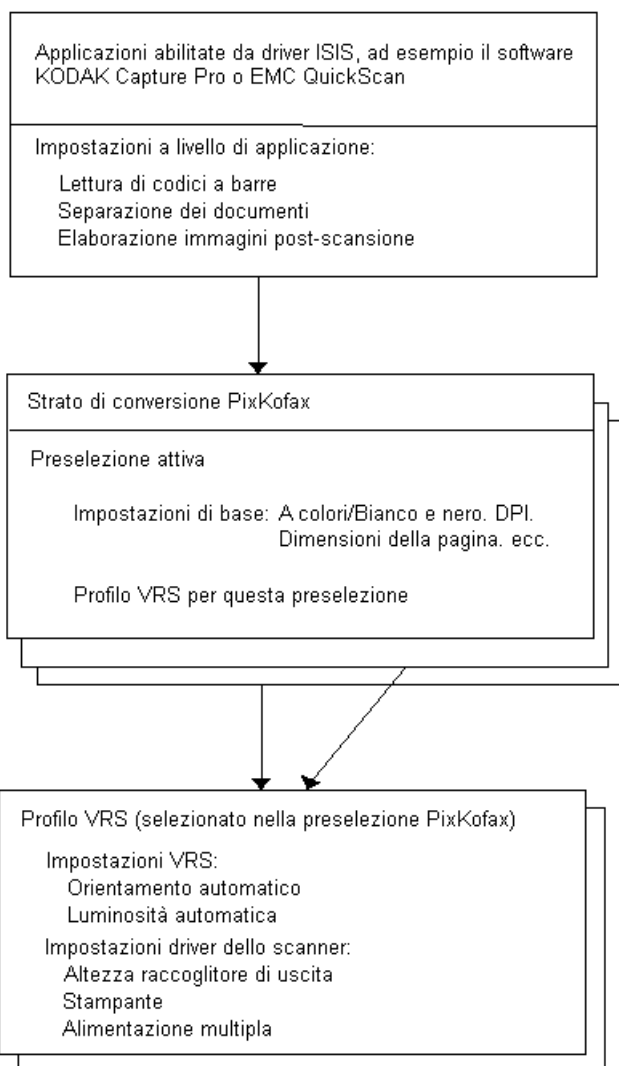 Applicazioni abilitate da driver ISIS, ad esempio il software
KODAK Capture Pro o EMC QuickScan
Impostazioni a livello di applicazione:
Lettura di codici a barre
Separazione dei documenti
Elaborazione immagini post-scansione
Strato di conversione PixKofax
Preselezione attiva
Impostazioni di base: A colori/Bianco e nero. DPI.
Dimensioni della pagina. ecc.
Profilo VRS per questa preselezione
Profilo VRS (selezionato nella preselezione PixKofax)
Impostazioni VRS:
Orientamento automatico
Luminosità automatica
Impostazioni driver dello scanner:
Altezza raccoglitore di uscita
Stampante
Alimentazione multipla